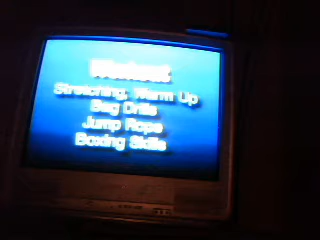 Workout
Stretching, Warm Up
Bag Drills
Jump Rope
Boxing Skills